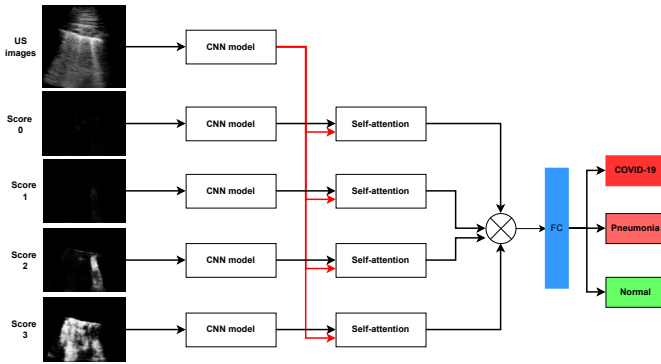 US
images
CNN model
Score
0
CNN model
Self-attention
Score
1
CNN model
Self-attention
Score
2
CNN model
Self-attention
Score
3
CNN model
Self-attention
FC
COVID-19
Pneumonia
Normal